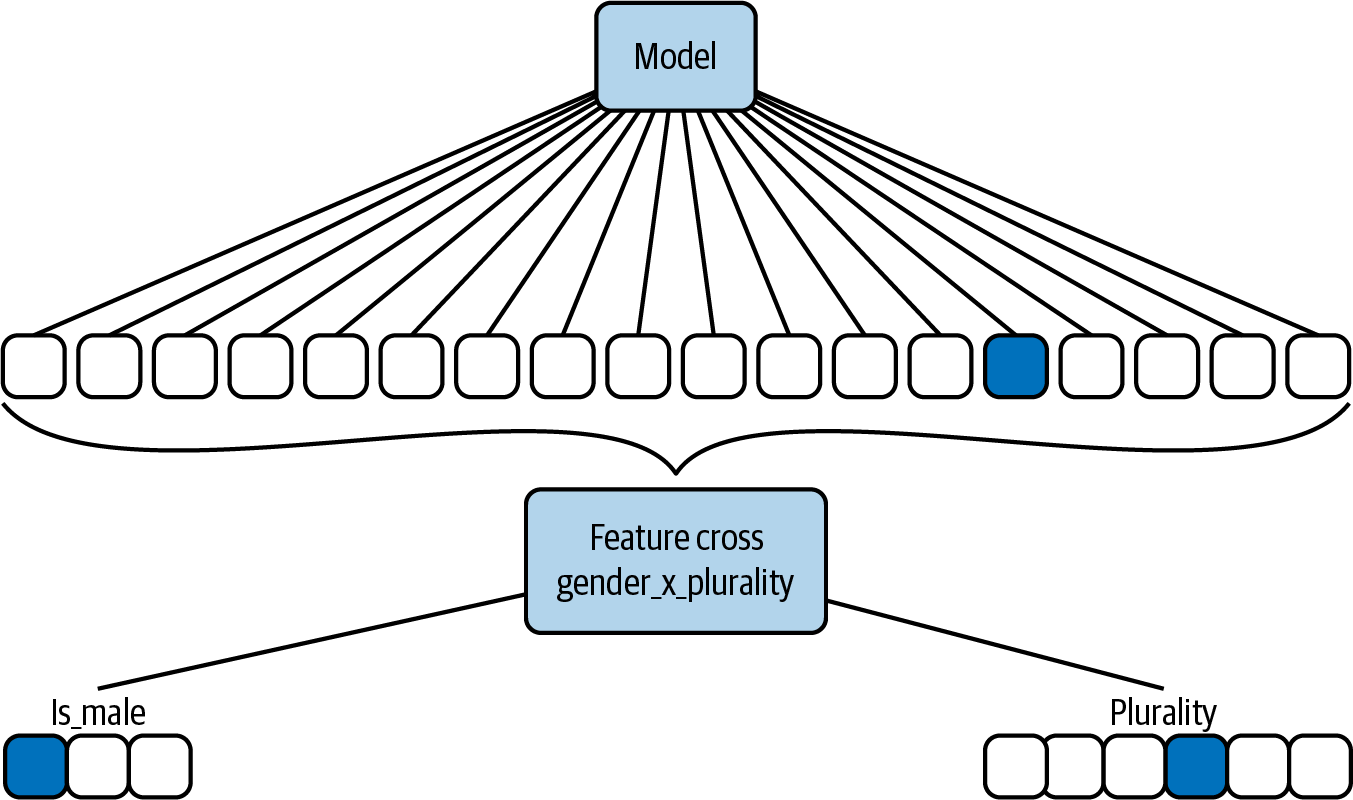 Model
Feature cross
gender_x_plurality
Is_male
Plurality